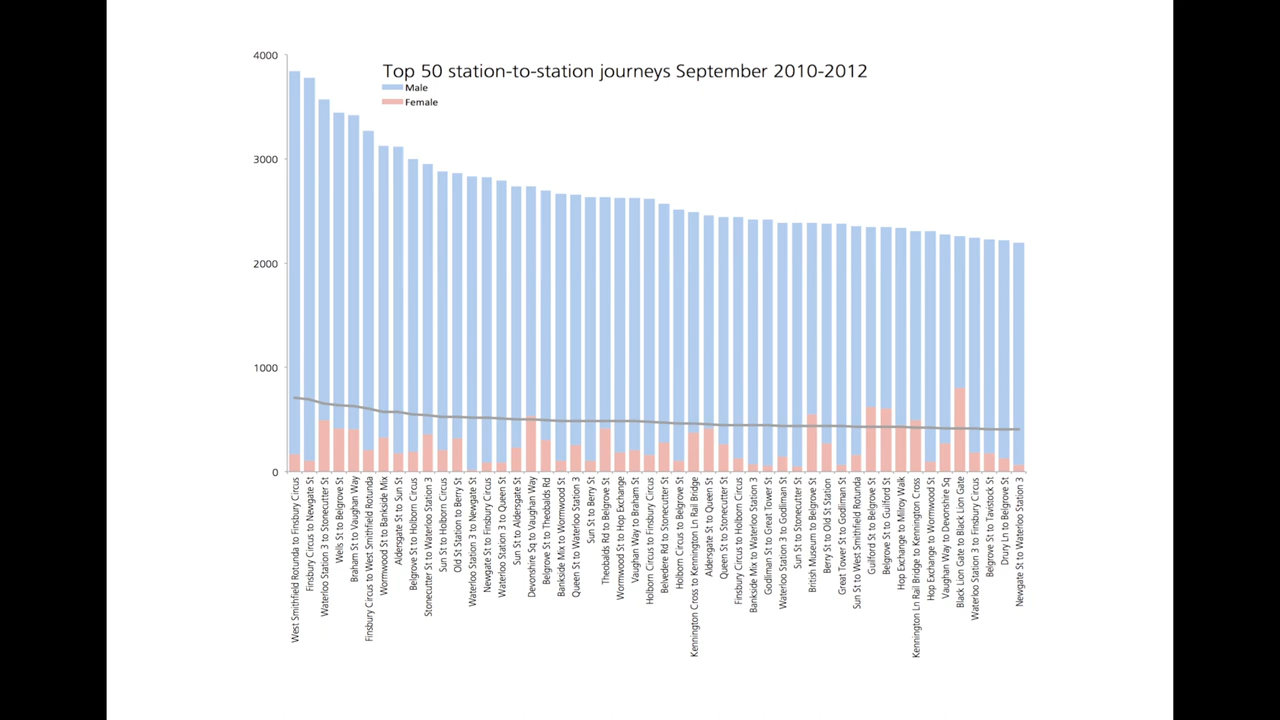 Top 50 station-to-station journeys September 2010-2012
Male
Female
4000
3000
2000
1000
0
West Smithfield Rotunda to Finsbury Circus
Finsbury Circus to Newgate St
Waterloo Station 3 to Stonecutter St
Wells St to Belgrove St
Braham St to Vaughan Way
Finsbury Circus to West Smithfield Rotunda
Wormwood St to Bankside Mix
Aldersgate St to Sun St
Belgrove St to Holborn Circus
Stonecutter St to Waterloo Station 3
Sun St to Holborn Circus
Old St Station to Berry St
Waterloo Station 3 to Newgate St
Newgate St to Finsbury Circus
Waterloo Station 3 to Queen St
Sun St to Aldersgate St
Devonshire Sq to Vaughan Way
Belgrove St to Theobalds Rd
Bankside Mix to Wormwood St
Queen St to Waterloo Station 3
Sun St to Berry St
Theobalds Rd to Belgrove St
Wormwood St to Hop Exchange
Vaughan Way to Braham St
Holborn Circus to Finsbury Circus
Belvedere Rd to Stonecutter St
Holborn Circus to Belgrove St
Kennington Cross to Kennington Ln Rail Bridge
Aldersgate St to Queen St
Queen St to Stonecutter St
Finsbury Circus to Holborn Circus
Bankside Mix to Waterloo Station 3
Godliman St to Great Tower St
Waterloo Station 3 to Godliman St
Sun St to Stonecutter St
British Museum to Belgrove St
Berry St to Old St Station
Great Tower St to Godliman St
Sun St to West Smithfield Rotunda
Guilford St to Belgrove St
Belgrove St to Guilford St
Hop Exchange to Milroy Walk
Kennington Ln Rail Bridge to Kennington Cross
Hop Exchange to Wormwood St
Vaughan Way to Devonshire Sq
Black Lion Gate to Black Lion Gate
Waterloo Station 3 to Finsbury Circus
Belgrove St to Tavistock St
Drury Ln to Belgrove St
Newgate St to Waterloo Station 3